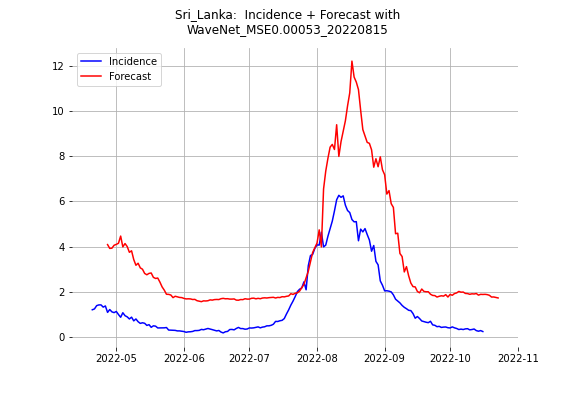 Sri_Lanka:  Incidence + Forecast with
WaveNet_MSE0.00053_20220815
Incidence
Forecast
12
10
8
6
4
2
0
2022-05 2022-06 2022-07 2022-08 2022-09 2022-10 2022-11